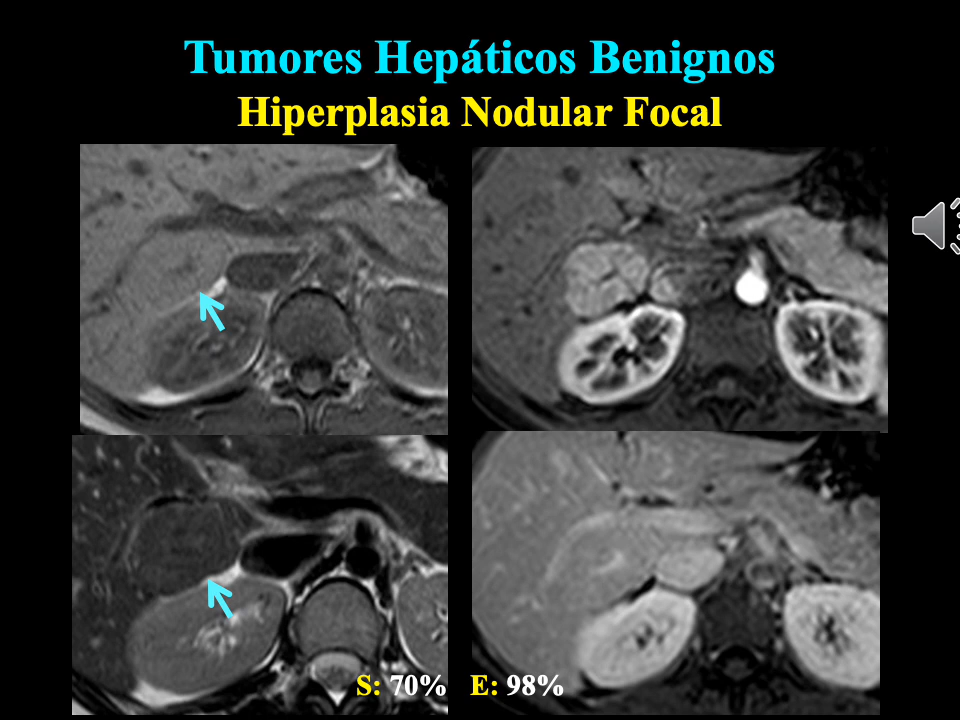 Tumores Hepáticos Benignos
Hiperplasia Nodular Focal
S: 70% E: 98%